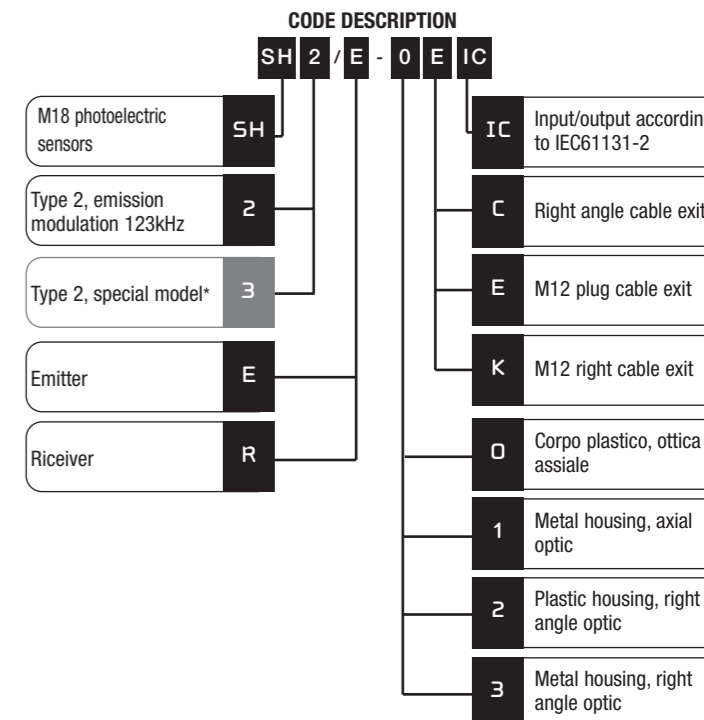 CODE DESCRIPTION
SH 2 / E - 0 E IC
M18 photoelectric
sensors
SH
Type 2, emission
modulation 123kHz
2
Type 2, special model*
3
Emitter
E
Riceiver
R
IC
Input/output accordin
to IEC61131-2
C
Right angle cable exit
E
M12 plug cable exit
K
M12 right cable exit
0
Corpo plastico, ottica
assiale
1
Metal housing, axial
optic
2
Plastic housing, right
angle optic
3
Metal housing, right
angle optic